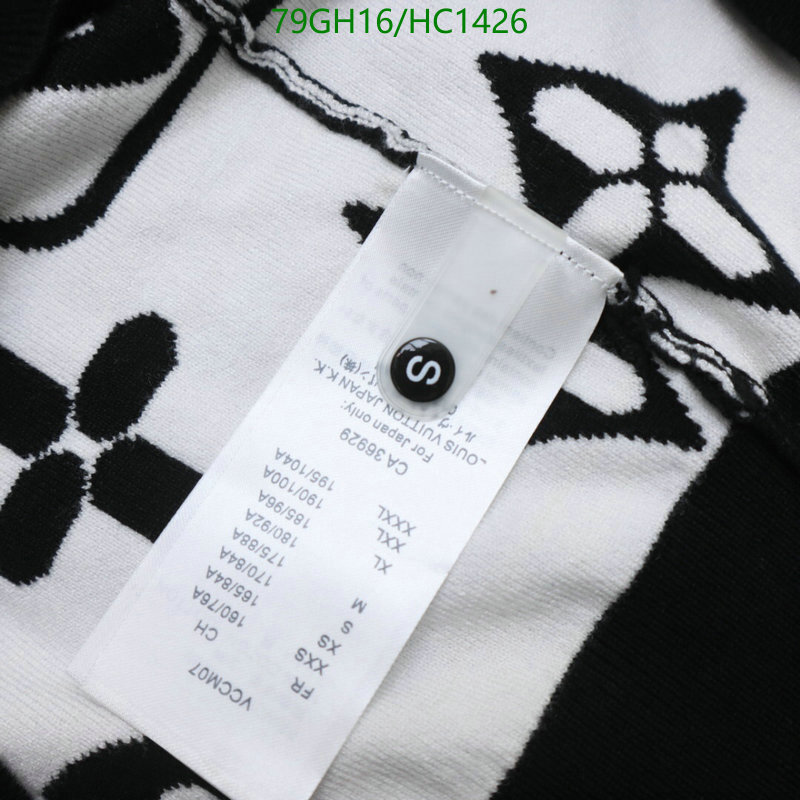 79GH16/HC1426
VCCM07
FR CH
XXS 160/76A
XS 165/84A
S 170/84A
M 175/88A
180/92A
XL 185/96A
XXL 190/100A
XXXL 195/104A
CA 36929
For Japan only:
LOUIS VUITTON JAPAN K.K.
S